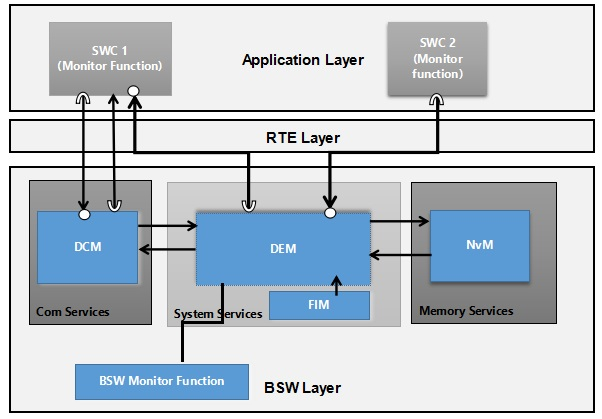 SWC 1
(Monitor Function)
Application Layer
SWC 2
(Monitor
function)
RTE Layer
DCM
DEM
NvM
FIM
Com Services
System Services
Memory Services
BSW Monitor Function
BSW Layer